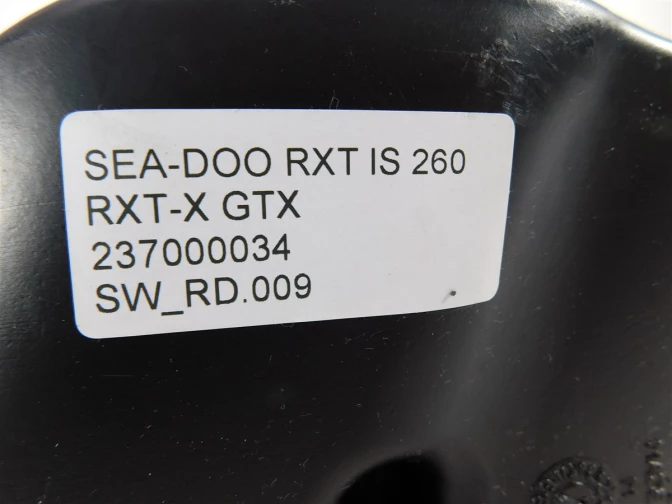 SEA-DOO RXT IS 260
RXT-X GTX
237000034
SW_RD.009